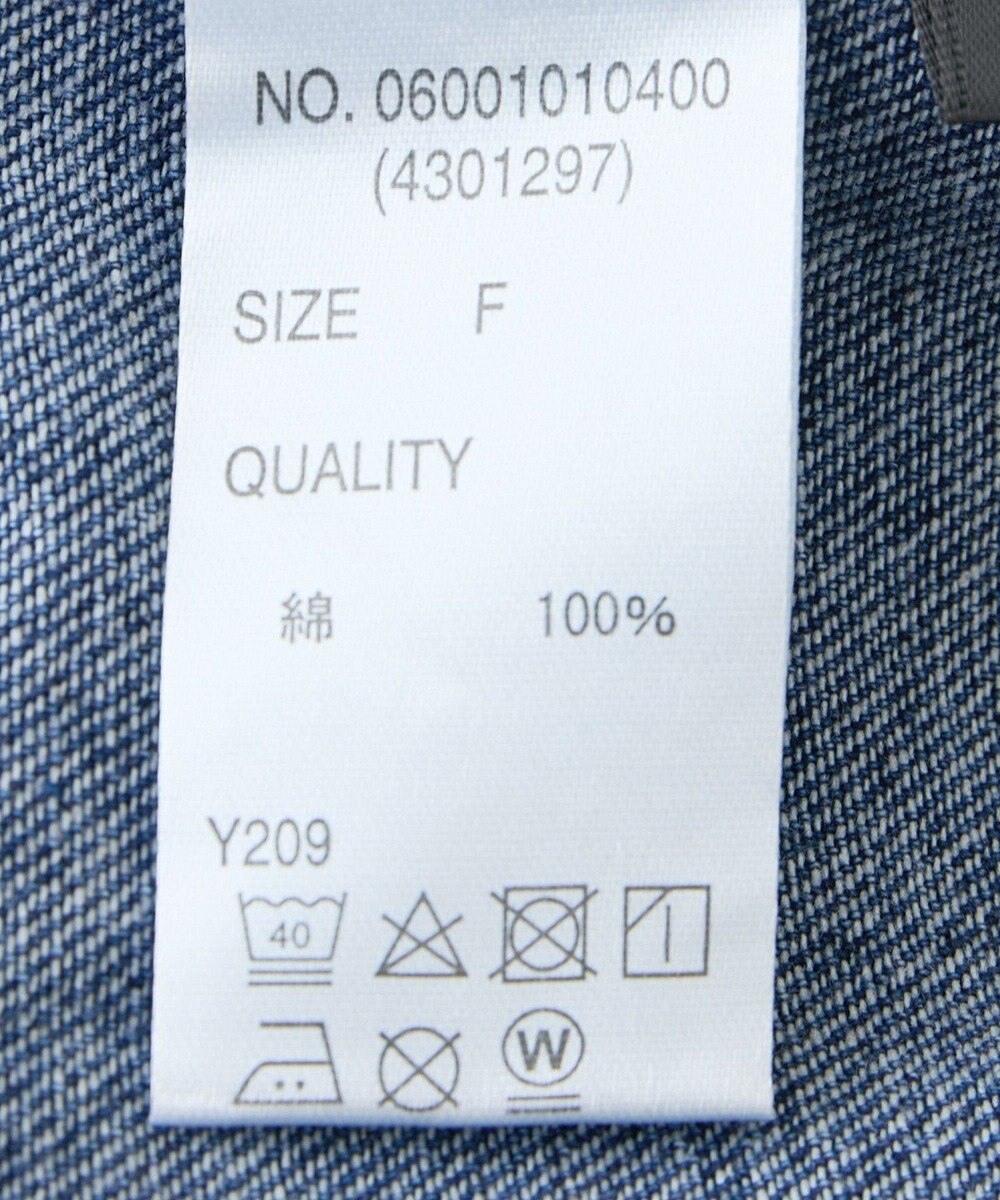 NO. 06001010400
(4301297)
SIZE F
QUALITY
綿 100%
Y209
40
W